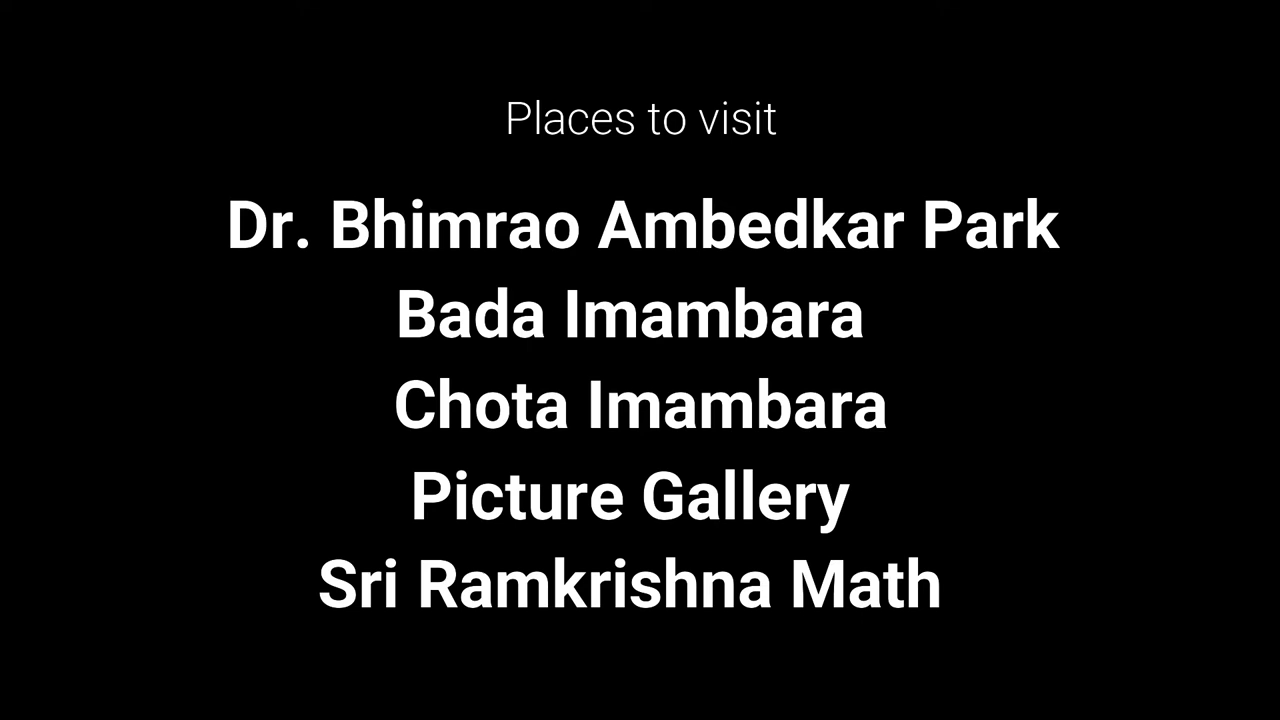 Places to visit
Dr. Bhimrao Ambedkar Park
Bada Imambara
Chota Imambara
Picture Gallery
Sri Ramkrishna Math